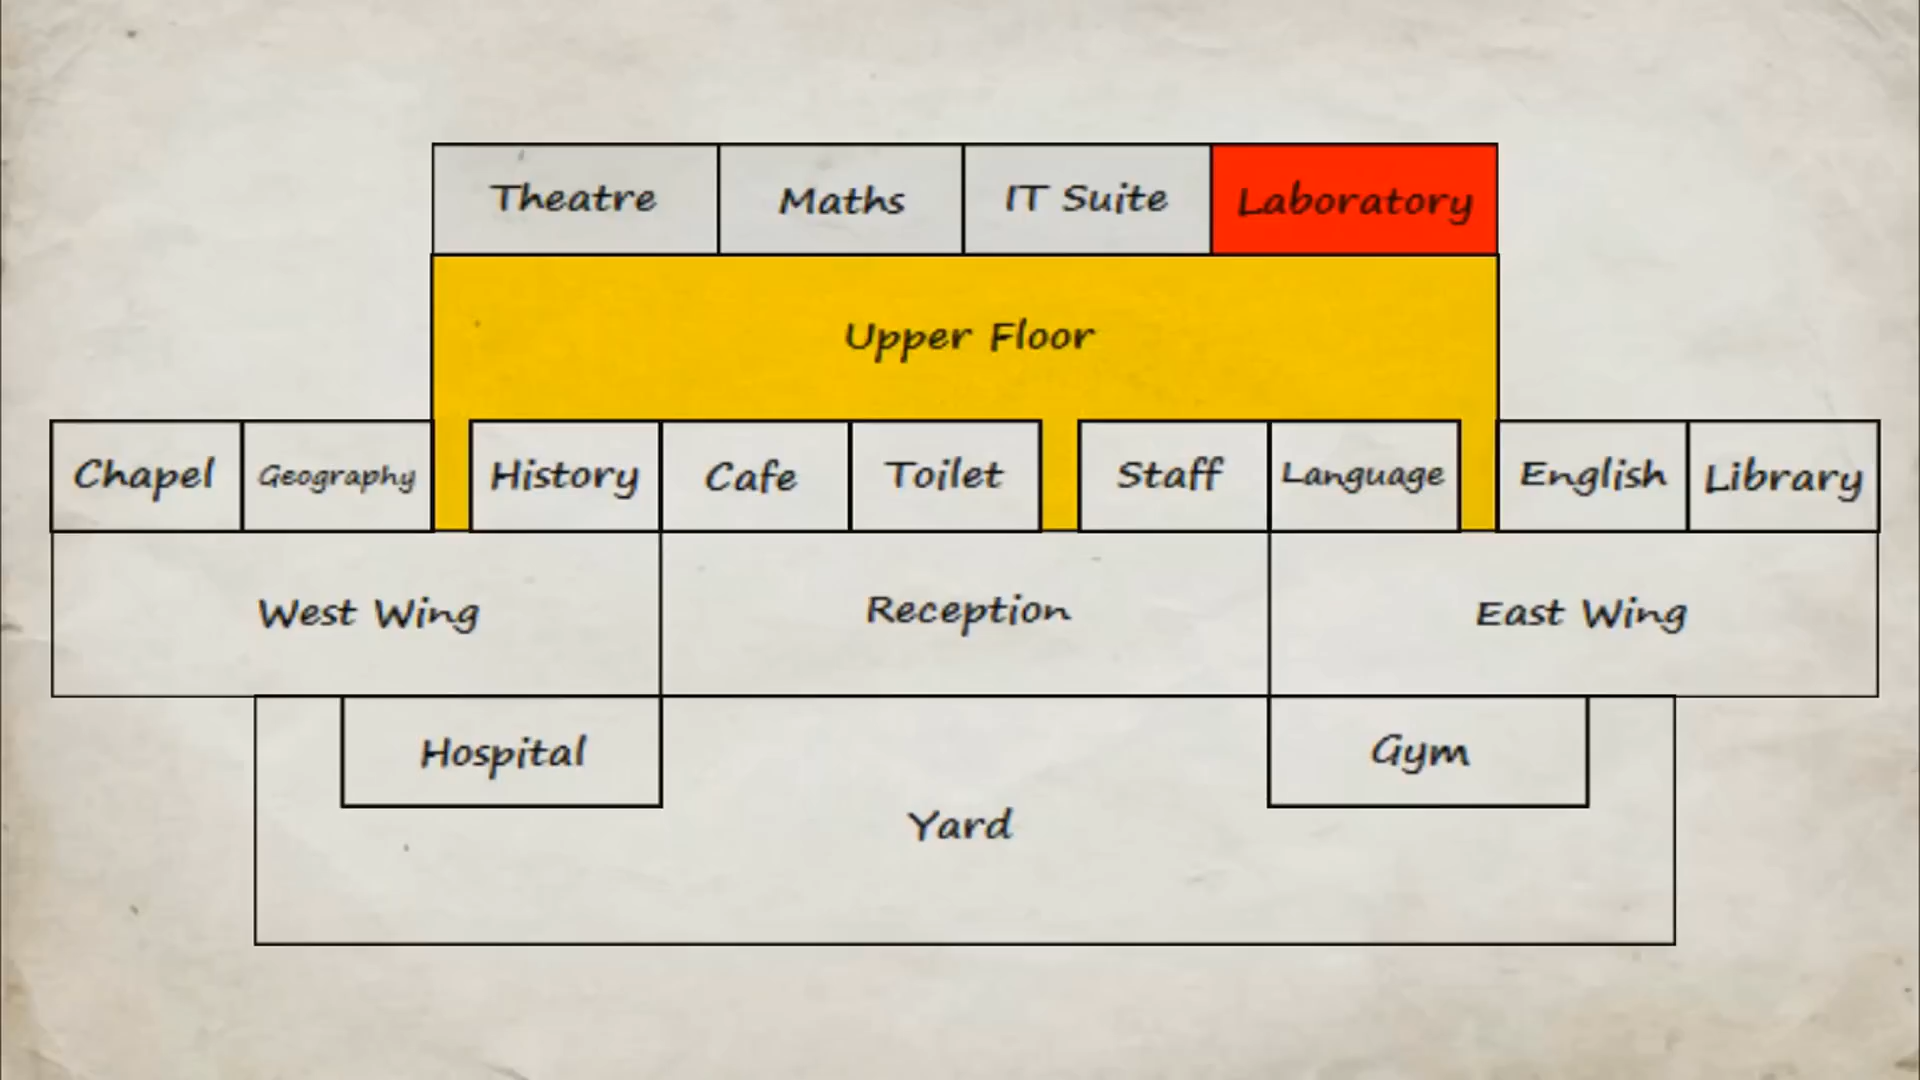 Theatre
Maths
IT Suite
Laboratory
Upper Floor
Chapel
Geography
History
Cafe
Toilet
Staff
Language
English
Library
West Wing
Reception
East Wing
Hospital
Gym
Yard